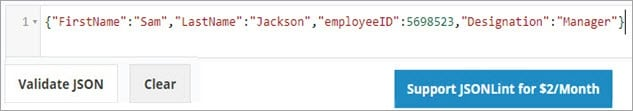 1 {"FirstName":"Sam","LastName":"Jackson","employeeID":5698523,"Designation":"Manager"}
Validate JSON Clear Support JSONLint for $2/Month